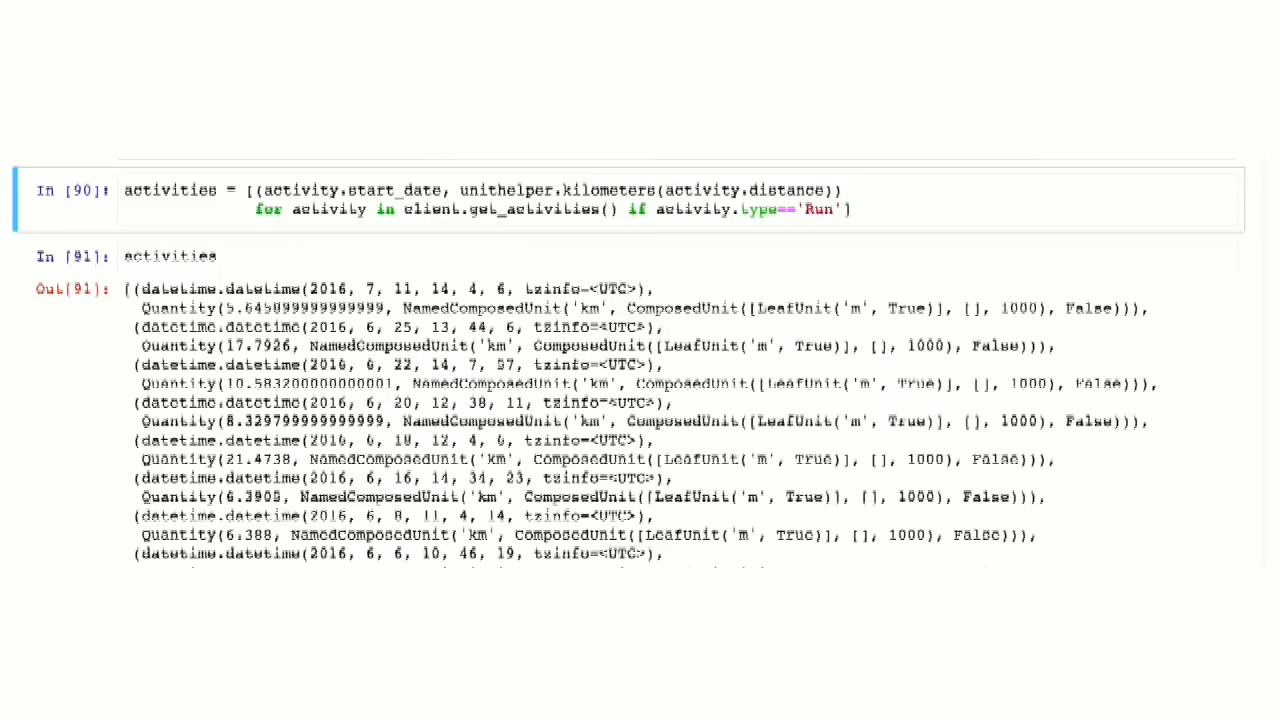 In [90]: activities = [(activity.start_date, unithelper.kilometers(activity.distance))
for activity in client.get_activities() if activity.type=='Run']
In [91]: activities
Out[91]: [(datetime.datetime(2016, 7, 11, 14, 4, 6, tzinfo=<UTC>),
Quantity(5.645899999999999, NamedComposedUnit('km', ComposedUnit([LeafUnit('m', True)], [], 1000), False))),
(datetime.datetime(2016, 6, 25, 13, 44, 6, tzinfo=<UTC>),
Quantity(17.7926, NamedComposedUnit('km', ComposedUnit([LeafUnit('m', True)], [], 1000), False))),
(datetime.datetime(2016, 6, 22, 14, 7, 57, tzinfo=<UTC>),
Quantity(10.583200000000001, NamedComposedUnit('km', ComposedUnit([LeafUnit('m', True)], [], 1000), False))),
(datetime.datetime(2016, 6, 20, 12, 38, 11, tzinfo=<UTC>),
Quantity(8.329799999999999, NamedComposedUnit('km', ComposedUnit([LeafUnit('m', True)], [], 1000), False))),
(datetime.datetime(2016, 6, 18, 12, 4, 6, tzinfo=<UTC>),
Quantity(21.4738, NamedComposedUnit('km', ComposedUnit([LeafUnit('m', True)], [], 1000), False))),
(datetime.datetime(2016, 6, 16, 14, 34, 23, tzinfo=<UTC>),
Quantity(6.3905, NamedComposedUnit('km', ComposedUnit([LeafUnit('m', True)], [], 1000), False))),
(datetime.datetime(2016, 6, 8, 11, 4, 14, tzinfo=<UTC>),
Quantity(6.388, NamedComposedUnit('km', ComposedUnit([LeafUnit('m', True)], [], 1000), False))),
(datetime.datetime(2016, 6, 6, 10, 46, 19, tzinfo=<UTC>),